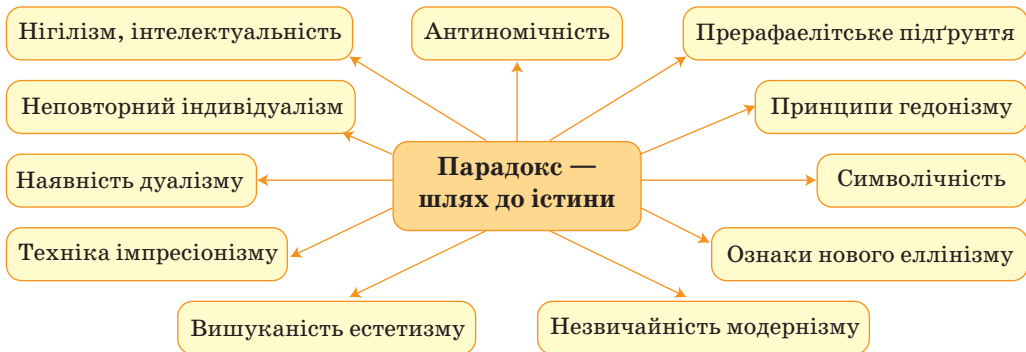 Нігілізм, інтелектуальність
Антиномічність
Прерафаелітське підґрунтя
Неповторний індивідуалізм
Принципи гедонізму
Парадокс —
шлях до істини
Наявність дуалізму
Символічність
Техніка імпресіонізму
Ознаки нового еллінізму
Вишуканість естетизму
Незвичайність модернізму